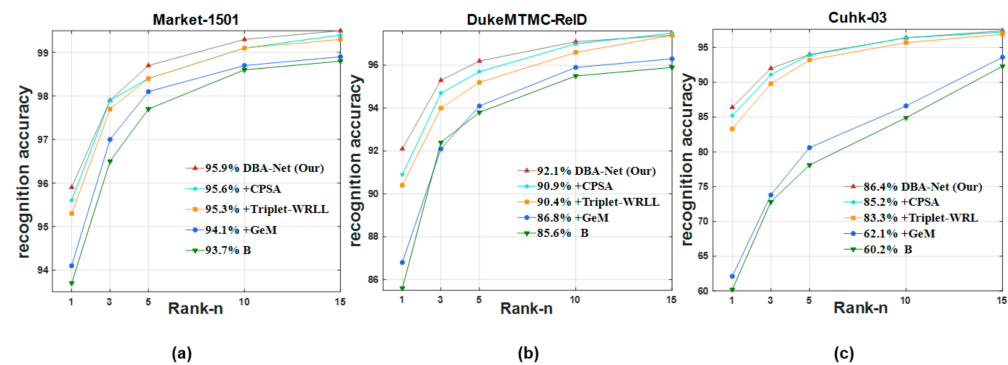 Market-1501
recognition accuracy
99
98
97
96
95
94
95.9% DBA-Net (Our)
95.6% +CPSA
95.3% +Triplet-WRLL
94.1% +GeM
93.7% B
1 3 5 10 15
Rank-n
(a)
DukeMTMC-ReID
recognition accuracy
96
94
92
90
88
86
92.1% DBA-Net (Our)
90.9% +CPSA
90.4% +Triplet-WRLL
86.8% +GeM
85.6% B
1 3 5 10 15
Rank-n
(b)
Cuhk-03
recognition accuracy
95
90
85
80
75
70
65
60
86.4% DBA-Net (Our)
85.2% +CPSA
83.3% +Triplet-WRL
62.1% +GeM
60.2% B
1 3 5 10 15
Rank-n
(c)